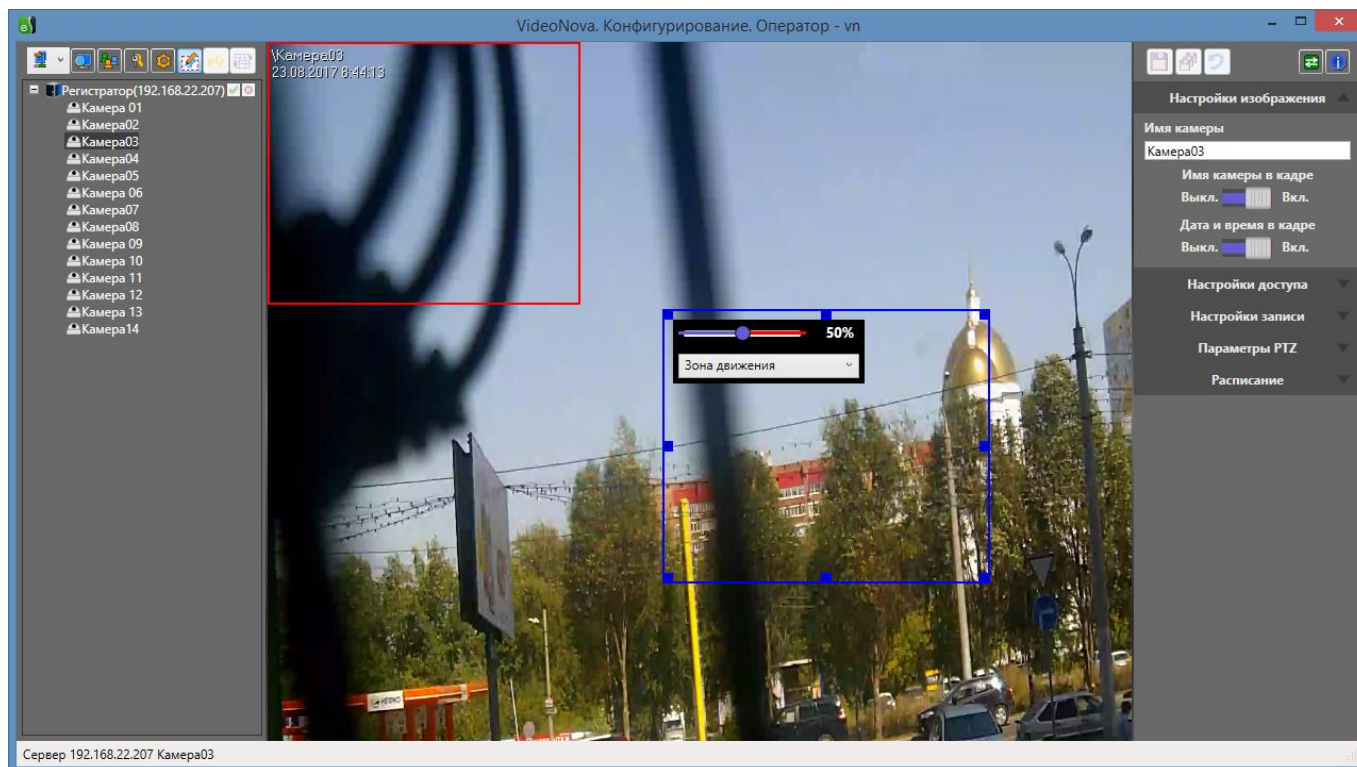 VideoNova. Конфигурирование. Оператор - vn
Регистратор(192.168.22.207)
Камера 01
Камера02
Камера03
Камера04
Камера05
Камера 06
Камера07
Камера08
Камера 09
Камера 10
Камера 11
Камера 12
Камера 13
Камера14
\Камера03
23.08.2017 8:44:13
50%
Зона движения
НЕФКО
Настройки изображения
Имя камеры
Камера03
Имя камеры в кадре
Выкл. Вкл.
Дата и время в кадре
Выкл. Вкл.
Настройки доступа
Настройки записи
Параметры PTZ
Расписание
Сервер 192.168.22.207 Камера03